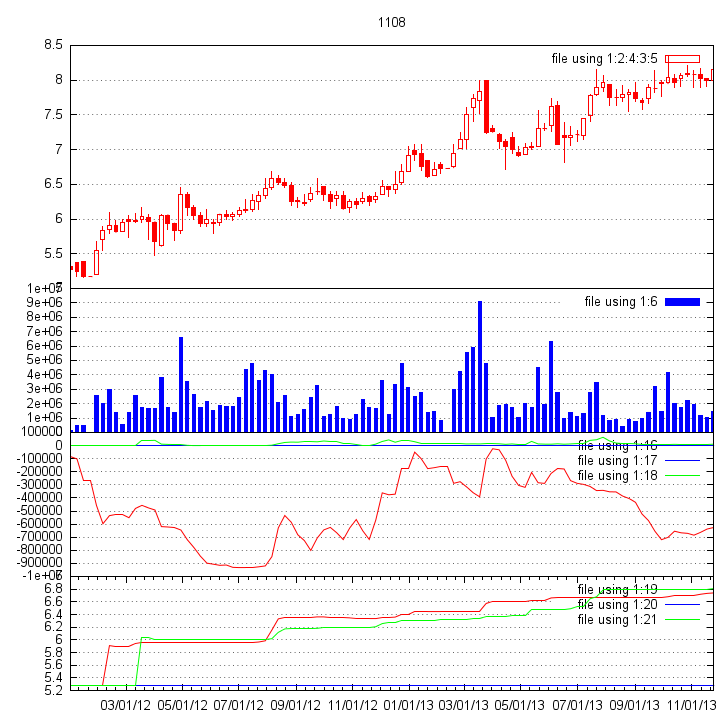 1108
8.5
file using 1:2:4:3:5
8
7.5
7
6.5
6
5.5
5
1e+07
file using 1:6
9e+06
8e+06
7e+06
6e+06
5e+06
4e+06
3e+06
2e+06
1e+06
0
100000
file using 1:16
0
file using 1:17
-100000
file using 1:18
-200000
-300000
-400000
-500000
-600000
-700000
-800000
-900000
-1e+06
7
file using 1:19
6.8
file using 1:20
6.6
file using 1:21
6.4
6.2
6
5.8
5.6
5.4
5.2
03/01/12 05/01/12 07/01/12 09/01/12 11/01/12 01/01/13 03/01/13 05/01/13 07/01/13 09/01/13 11/01/13